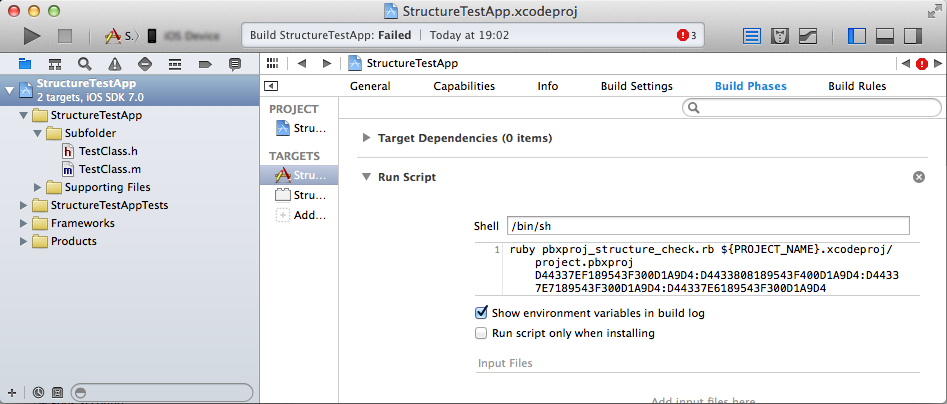 StructureTestApp.xcodeproj
S.
iOS Device
Build StructureTestApp: Failed | Today at 19:02
3
StructureTestApp
2 targets, iOS SDK 7.0
StructureTestApp
Subfolder
h TestClass.h
m TestClass.m
Supporting Files
StructureTestAppTests
Frameworks
Products
StructureTestApp
General Capabilities Info Build Settings Build Phases Build Rules
PROJECT
Stru...
TARGETS
Stru...
Stru...
Add...
Target Dependencies (0 items)
Run Script
Shell /bin/sh
1 ruby pbxproj_structure_check.rb ${PROJECT_NAME}.xcodeproj/
project.pbxproj
D44337EF189543F300D1A9D4:D4433808189543F400D1A9D4:D4433
7E7189543F300D1A9D4:D44337E6189543F300D1A9D4
Show environment variables in build log
Run script only when installing
Input Files
Add input files here